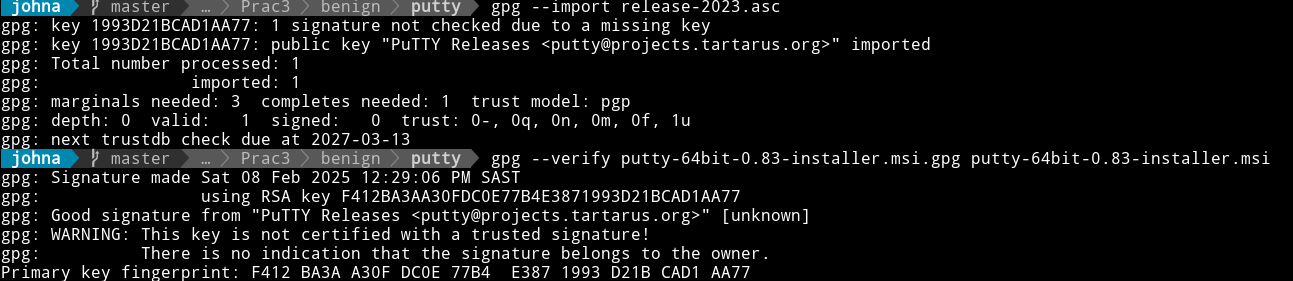 johna master … Prac3 benign putty gpg --import release-2023.asc
gpg: key 1993D21BCAD1AA77: 1 signature not checked due to a missing key
gpg: key 1993D21BCAD1AA77: public key "PuTTY Releases <putty@projects.tartarus.org>" imported
gpg: Total number processed: 1
gpg:               imported: 1
gpg: marginals needed: 3  completes needed: 1  trust model: pgp
gpg: depth: 0  valid:   1  signed:   0  trust: 0-, 0q, 0n, 0m, 0f, 1u
gpg: next trustdb check due at 2027-03-13
johna master … Prac3 benign putty gpg --verify putty-64bit-0.83-installer.msi.gpg putty-64bit-0.83-installer.msi
gpg: Signature made Sat 08 Feb 2025 12:29:06 PM SAST
gpg:                using RSA key F412BA3AA30FDC0E77B4E3871993D21BCAD1AA77
gpg: Good signature from "PuTTY Releases <putty@projects.tartarus.org>" [unknown]
gpg: WARNING: This key is not certified with a trusted signature!
gpg:          There is no indication that the signature belongs to the owner.
Primary key fingerprint: F412 BA3A A30F DC0E 77B4  E387 1993 D21B CAD1 AA77